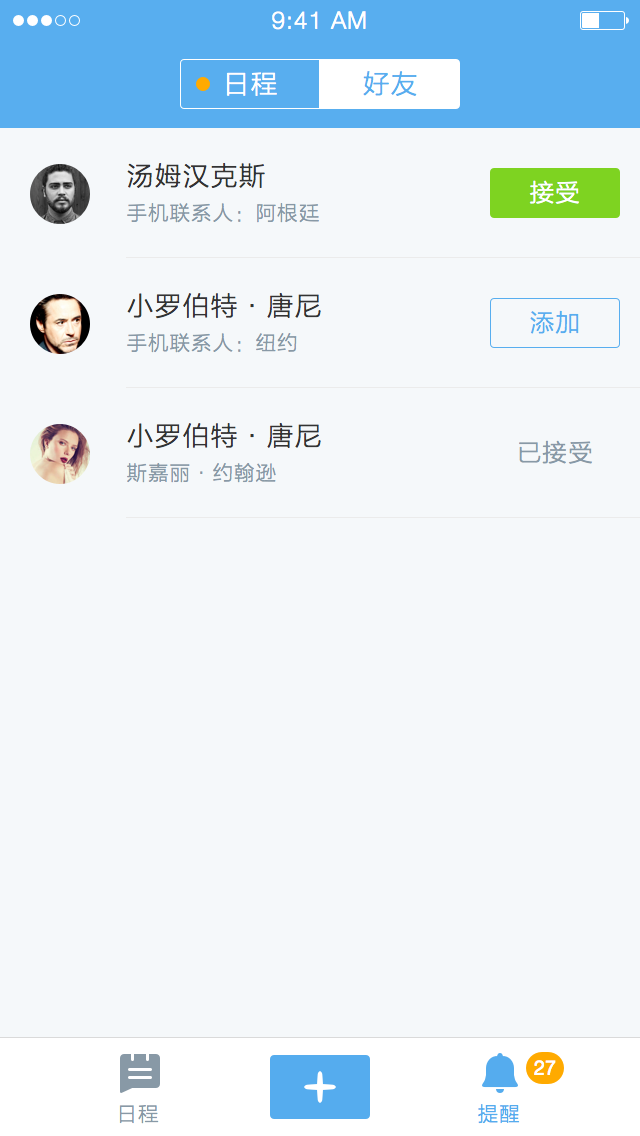 9:41 AM
日程
好友
汤姆汉克斯
接受
手机联系人：阿根廷
小罗伯特·唐尼
添加
手机联系人：纽约
小罗伯特·唐尼
已接受
斯嘉丽·约翰逊
27
日程
提醒